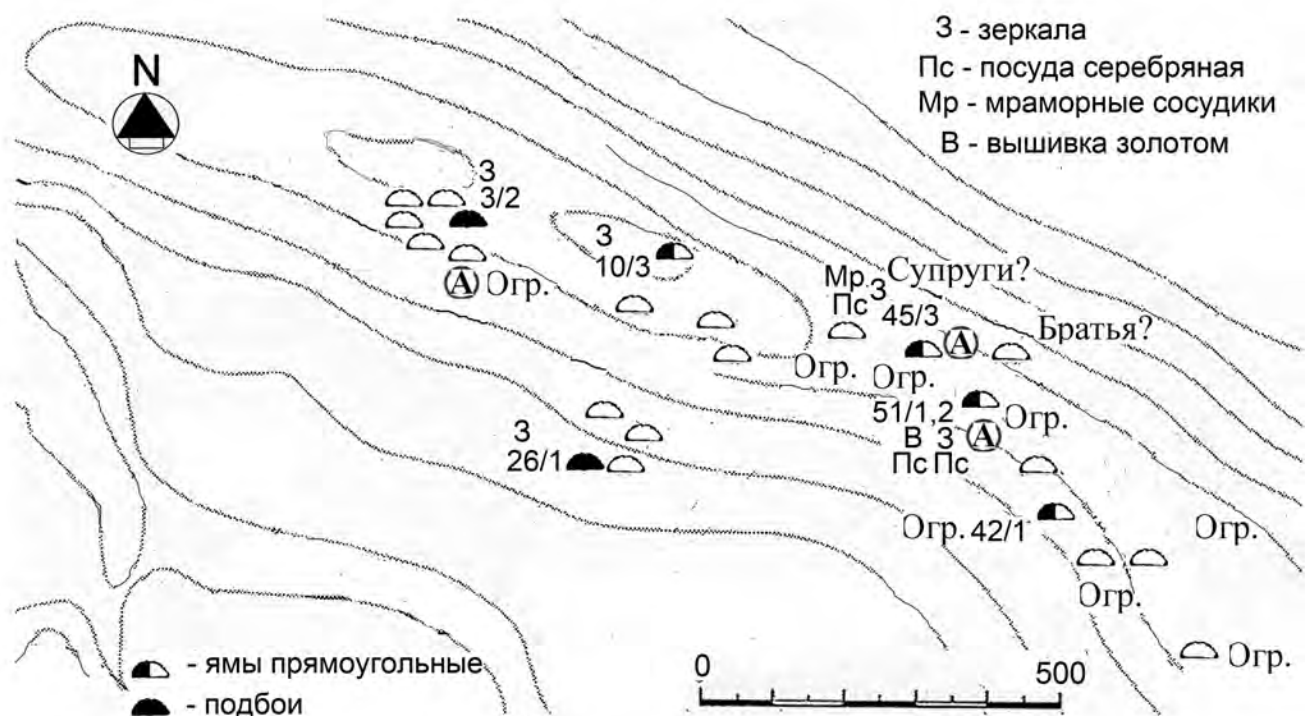 З - зеркала
Пс - посуда серебряная
Мр - мраморные сосудики
В - вышивка золотом
N
З
3/2
А Огр.
З
10/3
Мр З Супруги?
Пс 45/3
А
Братья?
Огр.
Огр.
51/1,2
Огр.
В З А
Пс Пс
З
26/1
Огр. 42/1
Огр.
Огр.
Огр.
- ямы прямоугольные
- подбои
0 500